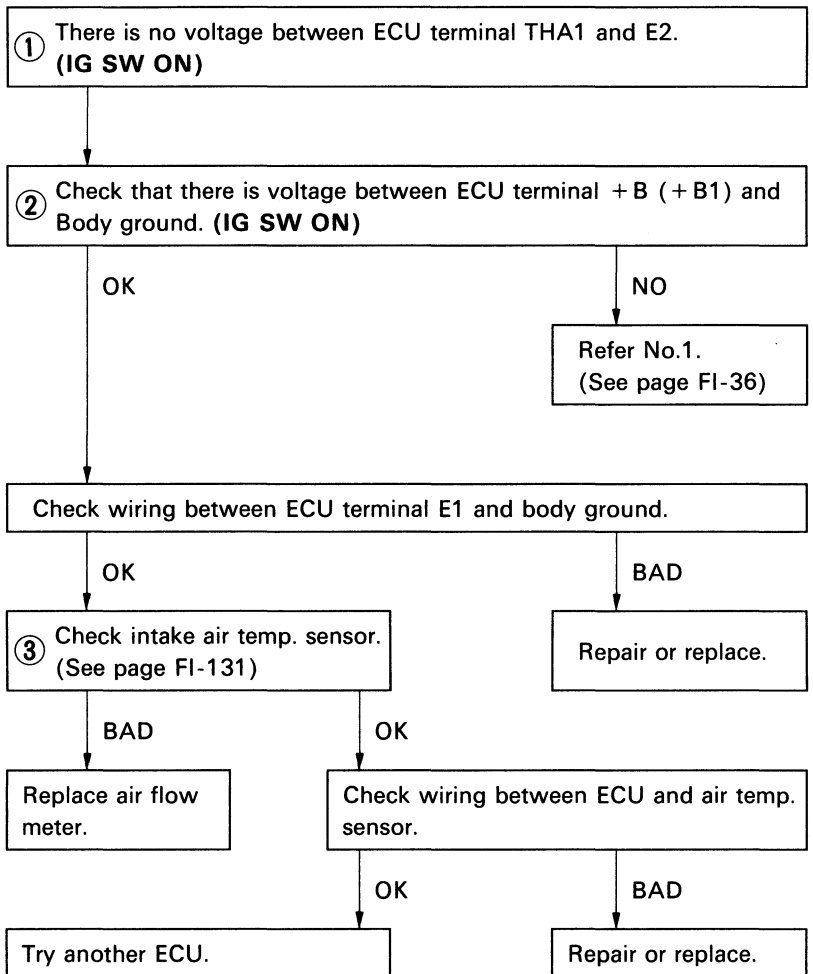 ① There is no voltage between ECU terminal THA1 and E2.
(IG SW ON)
② Check that there is voltage between ECU terminal +B (+B1) and
Body ground. (IG SW ON)
OK
NO
Refer No.1.
(See page FI-36)
Check wiring between ECU terminal E1 and body ground.
OK
BAD
③ Check intake air temp. sensor.
(See page FI-131)
Repair or replace.
BAD
OK
Replace air flow
meter.
Check wiring between ECU and air temp.
sensor.
OK
BAD
Try another ECU.
Repair or replace.